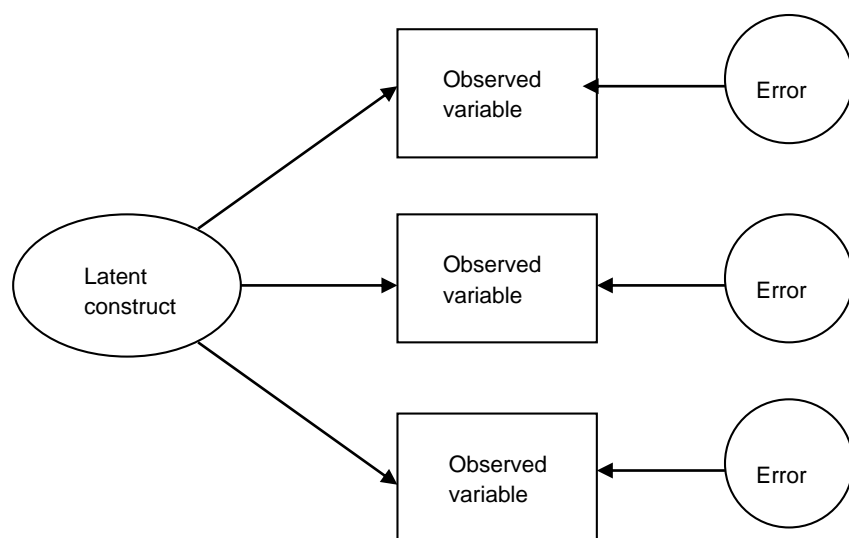 Observed
variable
Error
Latent
construct
Observed
variable
Error
Observed
variable
Error